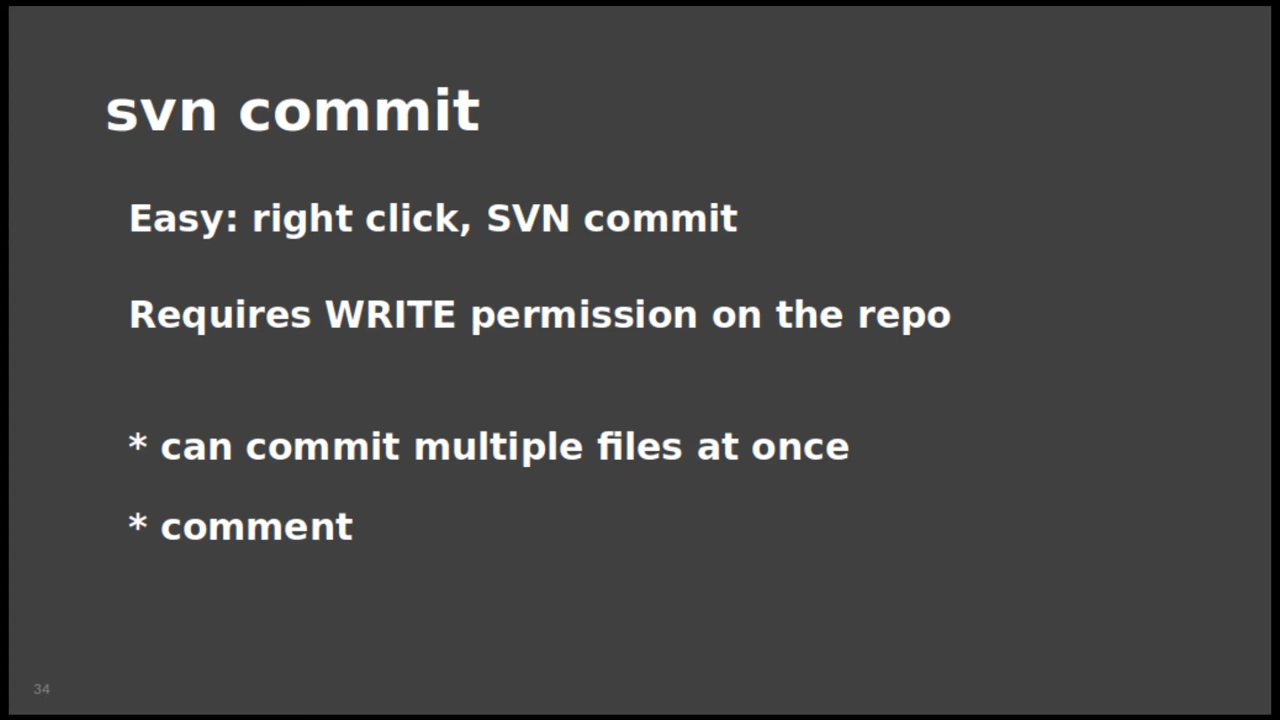 svn commit
Easy: right click, SVN commit
Requires WRITE permission on the repo
* can commit multiple files at once
* comment
34